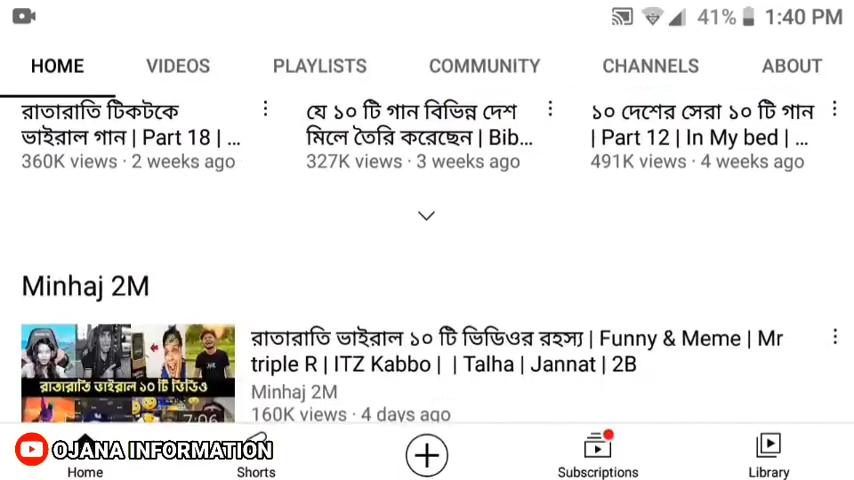 41% 1:40 PM
HOME VIDEOS PLAYLISTS COMMUNITY CHANNELS ABOUT
রাতারাতি টিকটকে
ভাইরাল গান | Part 18 | ...
360K views · 2 weeks ago
যে ১০ টি গান বিভিন্ন দেশ
মিলে তৈরি করেছেন | Bib...
327K views · 3 weeks ago
১০ দেশের সেরা ১০ টি গান
| Part 12 | In My bed | ...
491K views · 4 weeks ago
Minhaj 2M
রাতারাতি ভাইরাল ১০ টি ভিডিও
7:06
রাতারাতি ভাইরাল ১০ টি ভিডিওর রহস্য | Funny & Meme | Mr
triple R | ITZ Kabbo | | Talha | Jannat | 2B
Minhaj 2M
160K views · 4 days ago
OJANA INFORMATION
Home Shorts Subscriptions Library